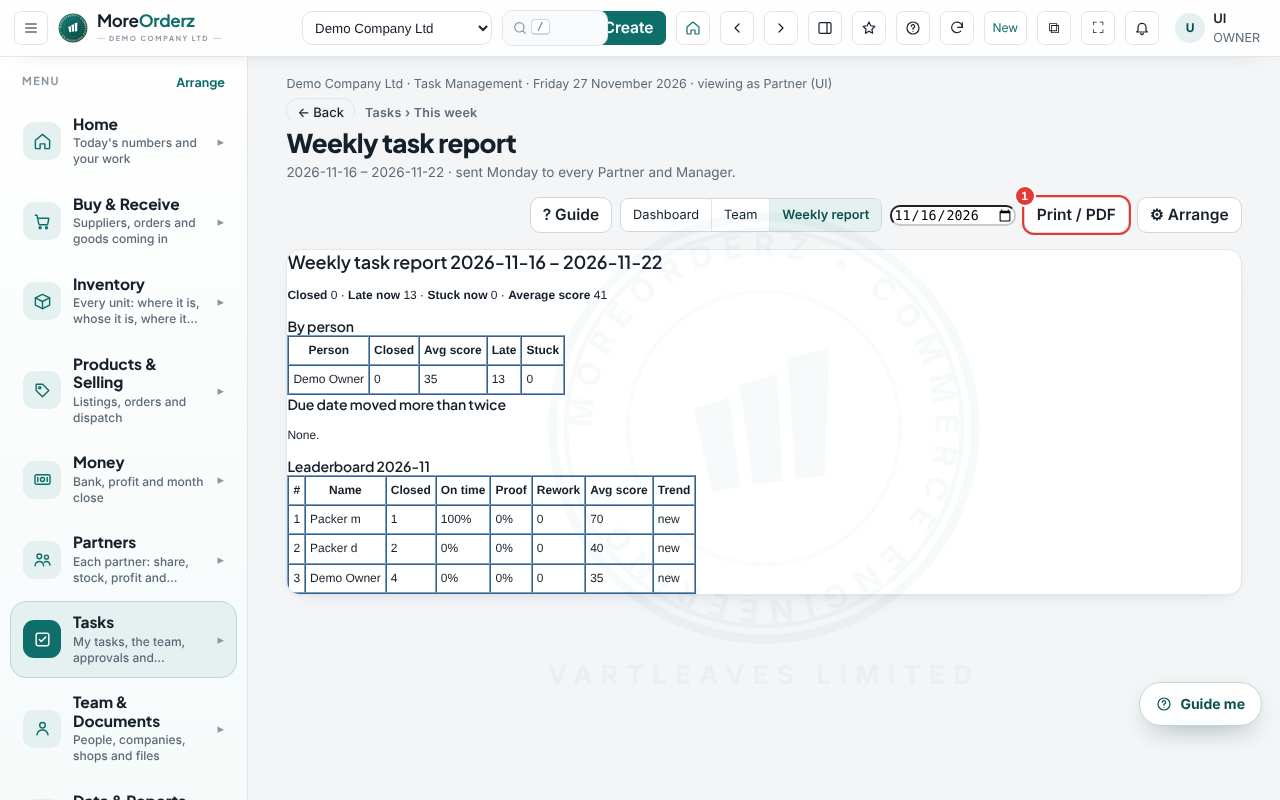 MoreOrderz
— DEMO COMPANY LTD —
Demo Company Ltd
/
Create
New
U
UI
OWNER
MENU
Arrange
Home
Today's numbers and
your work
Buy & Receive
Suppliers, orders and
goods coming in
Inventory
Every unit: where it is,
whose it is, where it...
Products &
Selling
Listings, orders and
dispatch
Money
Bank, profit and month
close
Partners
Each partner: share,
stock, profit and...
Tasks
My tasks, the team,
approvals and...
Team &
Documents
People, companies,
shops and files
Data & Reports
Demo Company Ltd · Task Management · Friday 27 November 2026 · viewing as Partner (UI)
← Back
Tasks › This week
Weekly task report
2026-11-16 – 2026-11-22 · sent Monday to every Partner and Manager.
? Guide
Dashboard
Team
Weekly report
11/16/2026
1
Print / PDF
⚙ Arrange
Weekly task report 2026-11-16 – 2026-11-22
Closed 0 · Late now 13 · Stuck now 0 · Average score 41
By person
Person Closed Avg score Late Stuck
Demo Owner 0 35 13 0
Due date moved more than twice
None.
Leaderboard 2026-11
# Name Closed On time Proof Rework Avg score Trend
1 Packer m 1 100% 0% 0 70 new
2 Packer d 2 0% 0% 0 40 new
3 Demo Owner 4 0% 0% 0 35 new
MOREORDERZ • COMMERCE ENGINEER
VARTLEAVES LIMITED
Guide me